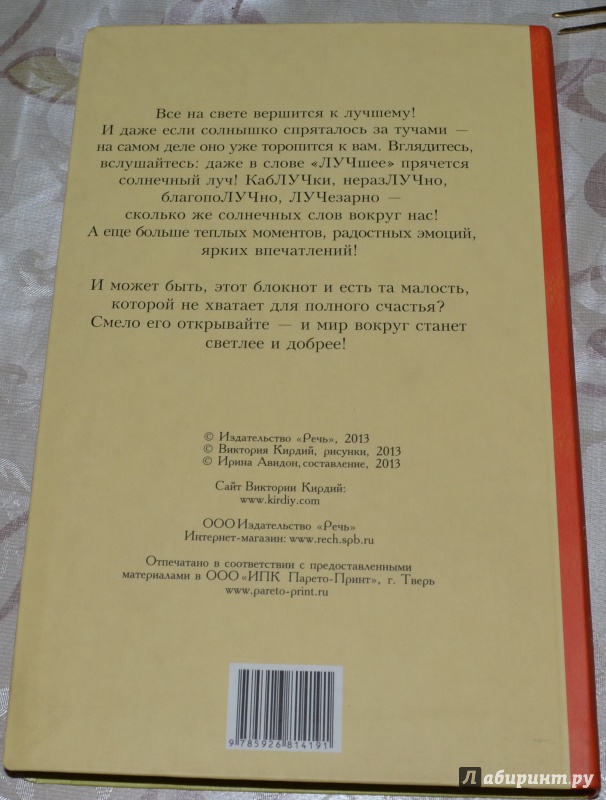 Все на свете вершится к лучшему!
И даже если солнышко спряталось за тучами —
на самом деле оно уже торопится к вам. Вглядитесь,
вслушайтесь: даже в слове «ЛУЧшее» прячется
солнечный луч! КабЛУЧки, неразЛУЧно,
благопоЛУЧно, ЛУЧезарно —
сколько же солнечных слов вокруг нас!
А еще больше теплых моментов, радостных эмоций,
ярких впечатлений!
И может быть, этот блокнот и есть та малость,
которой не хватает для полного счастья?
Смело его открывайте — и мир вокруг станет
светлее и добрее!
© Издательство «Речь», 2013
© Виктория Кирдий, рисунки, 2013
© Ирина Авидон,составление, 2013
Сайт Виктории Кирдий:
www.kirdiy.com
ООО Издательство «Речь»
Интернет-магазин: www.rech.spb.ru
Отпечатано в соответствии с предоставленными
материалами в ООО «ИПК Парето-Принт», г. Тверь
www.pareto-print.ru
9 785926 814191
Лабиринт.ру